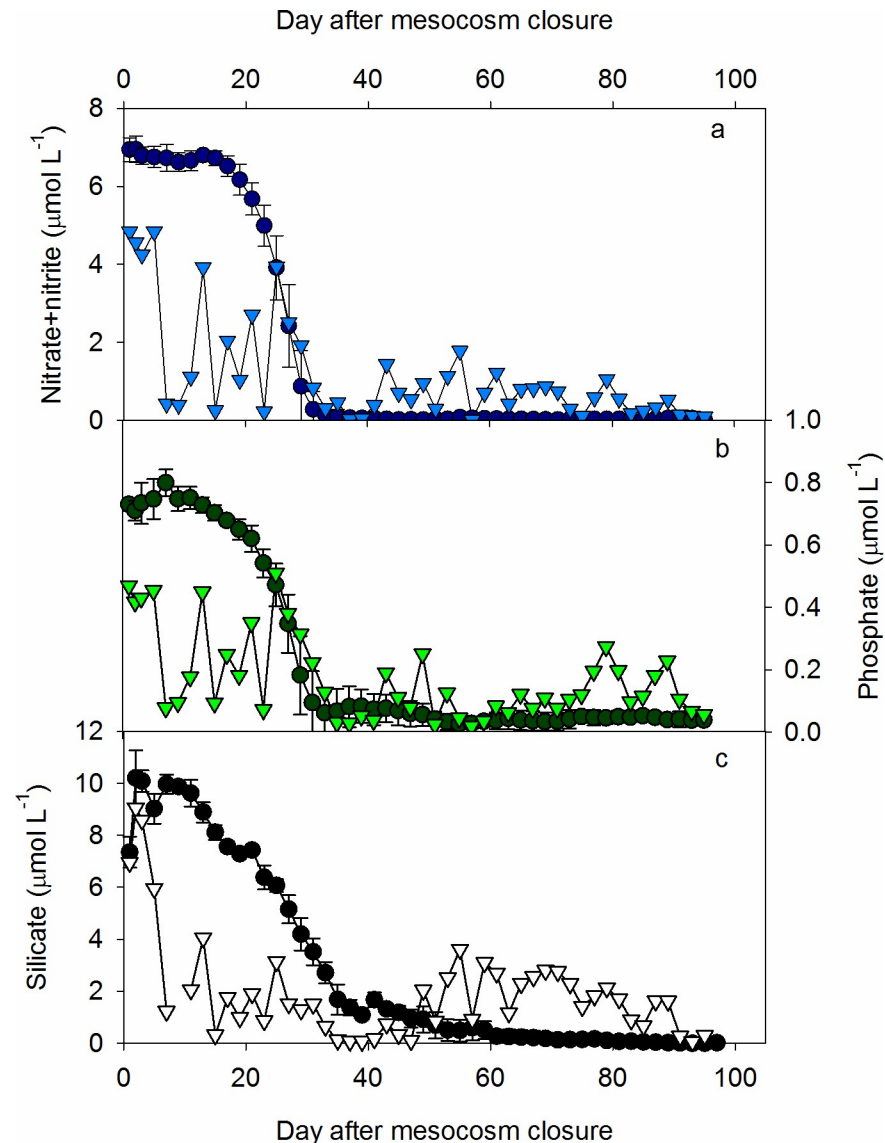 Day after mesocosm closure
0 20 40 60 80 100
8
6
4
2
0
Nitrate+nitrite (μmol L⁻¹)
a
1.0
0.8
0.6
0.4
0.2
0.0
Phosphate (μmol L⁻¹)
b
12
10
8
6
4
2
0
Silicate (μmol L⁻¹)
c
0 20 40 60 80 100
Day after mesocosm closure